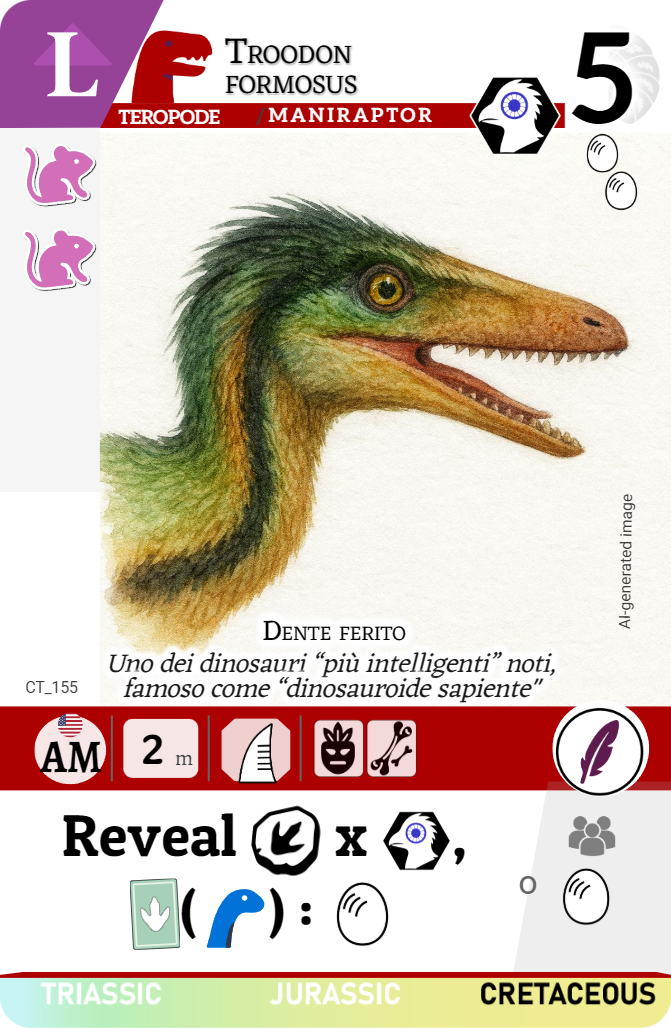 L
TROODON
FORMOSUS
5
TEROPODE / MANIRAPTOR
AI-generated image
DENTE FERITO
Uno dei dinosauri “più intelligenti” noti,
famoso come “dinosauroide sapiente”
CT_155
AM
2 m
Reveal x ,
( ) :
O
TRIASSIC JURASSIC CRETACEOUS